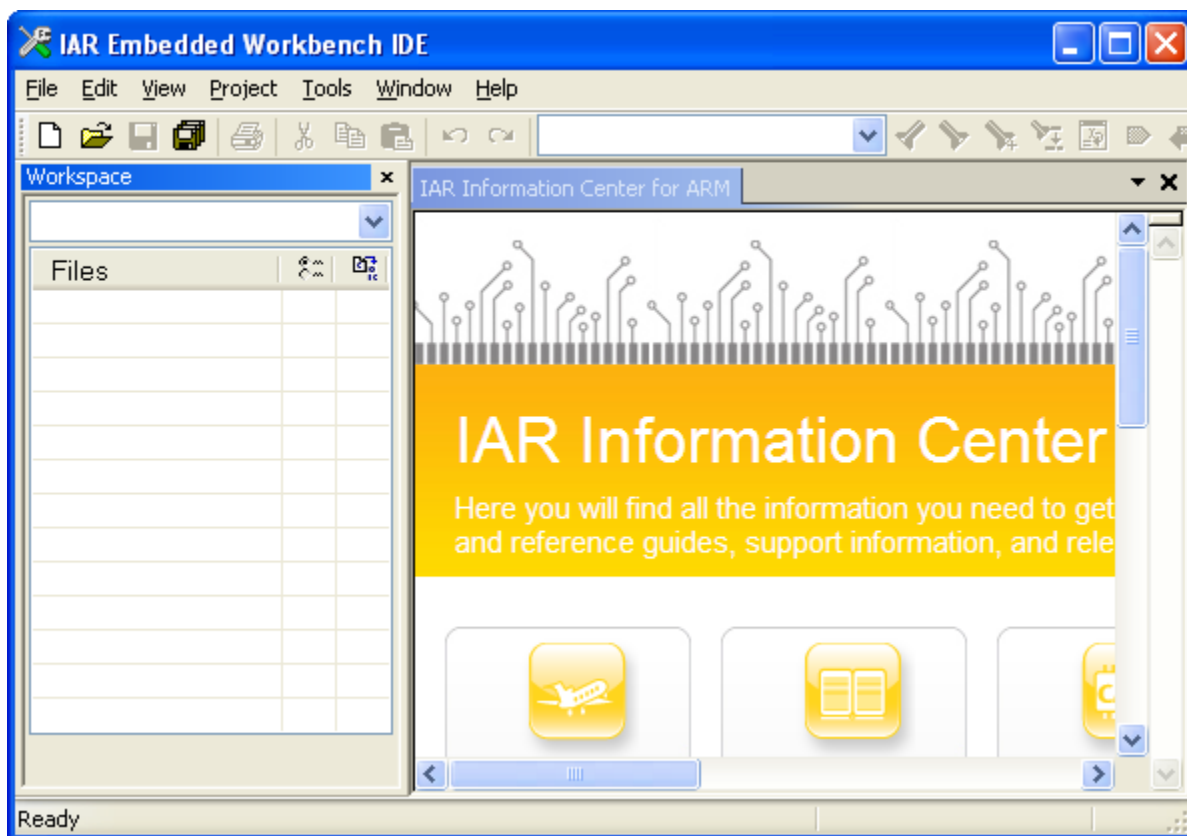 IAR Embedded Workbench IDE
File Edit View Project Tools Window Help
Workspace
IAR Information Center for ARM
Files
IAR Information Center
Here you will find all the information you need to get
and reference guides, support information, and rele
Ready